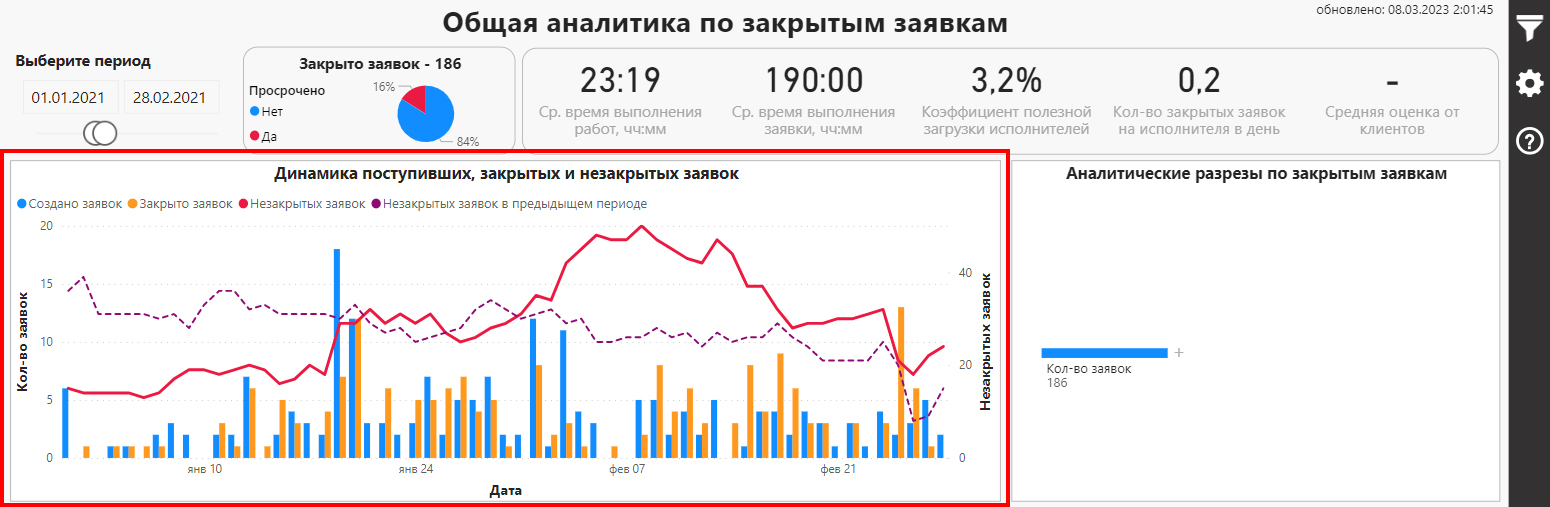 Общая аналитика по закрытым заявкам
обновлено: 08.03.2023 2:01:45
Выберите период
01.01.2021 28.02.2021
Закрыто заявок - 186
Просрочено
Нет
Да
16%
84%
23:19
Ср. время выполнения
работ, чч:мм
190:00
Ср. время выполнения
заявки, чч:мм
3,2%
Коэффициент полезной
загрузки исполнителей
0,2
Кол-во закрытых заявок
на исполнителя в день
-
Средняя оценка от
клиентов
Динамика поступивших, закрытых и незакрытых заявок
Создано заявок Закрыто заявок Незакрытых заявок Незакрытых заявок в предыдыщем периоде
Кол-во заявок
20
15
10
5
0
40
20
0
Незакрытых заявок
янв 10 янв 24 фев 07 фев 21
Дата
Аналитические разрезы по закрытым заявкам
Кол-во заявок
186